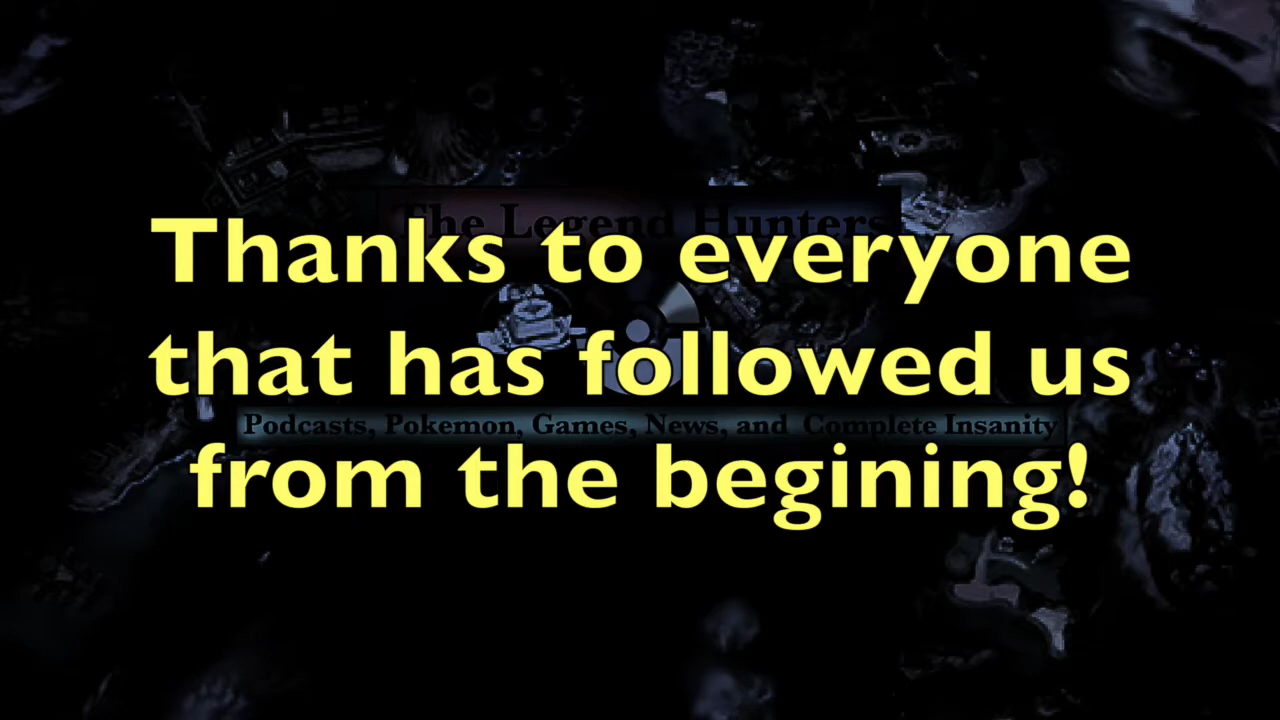 The Legend Hunters
Thanks to everyone
that has followed us
Podcasts, Pokemon, Games, News, and Complete Insanity
from the begining!